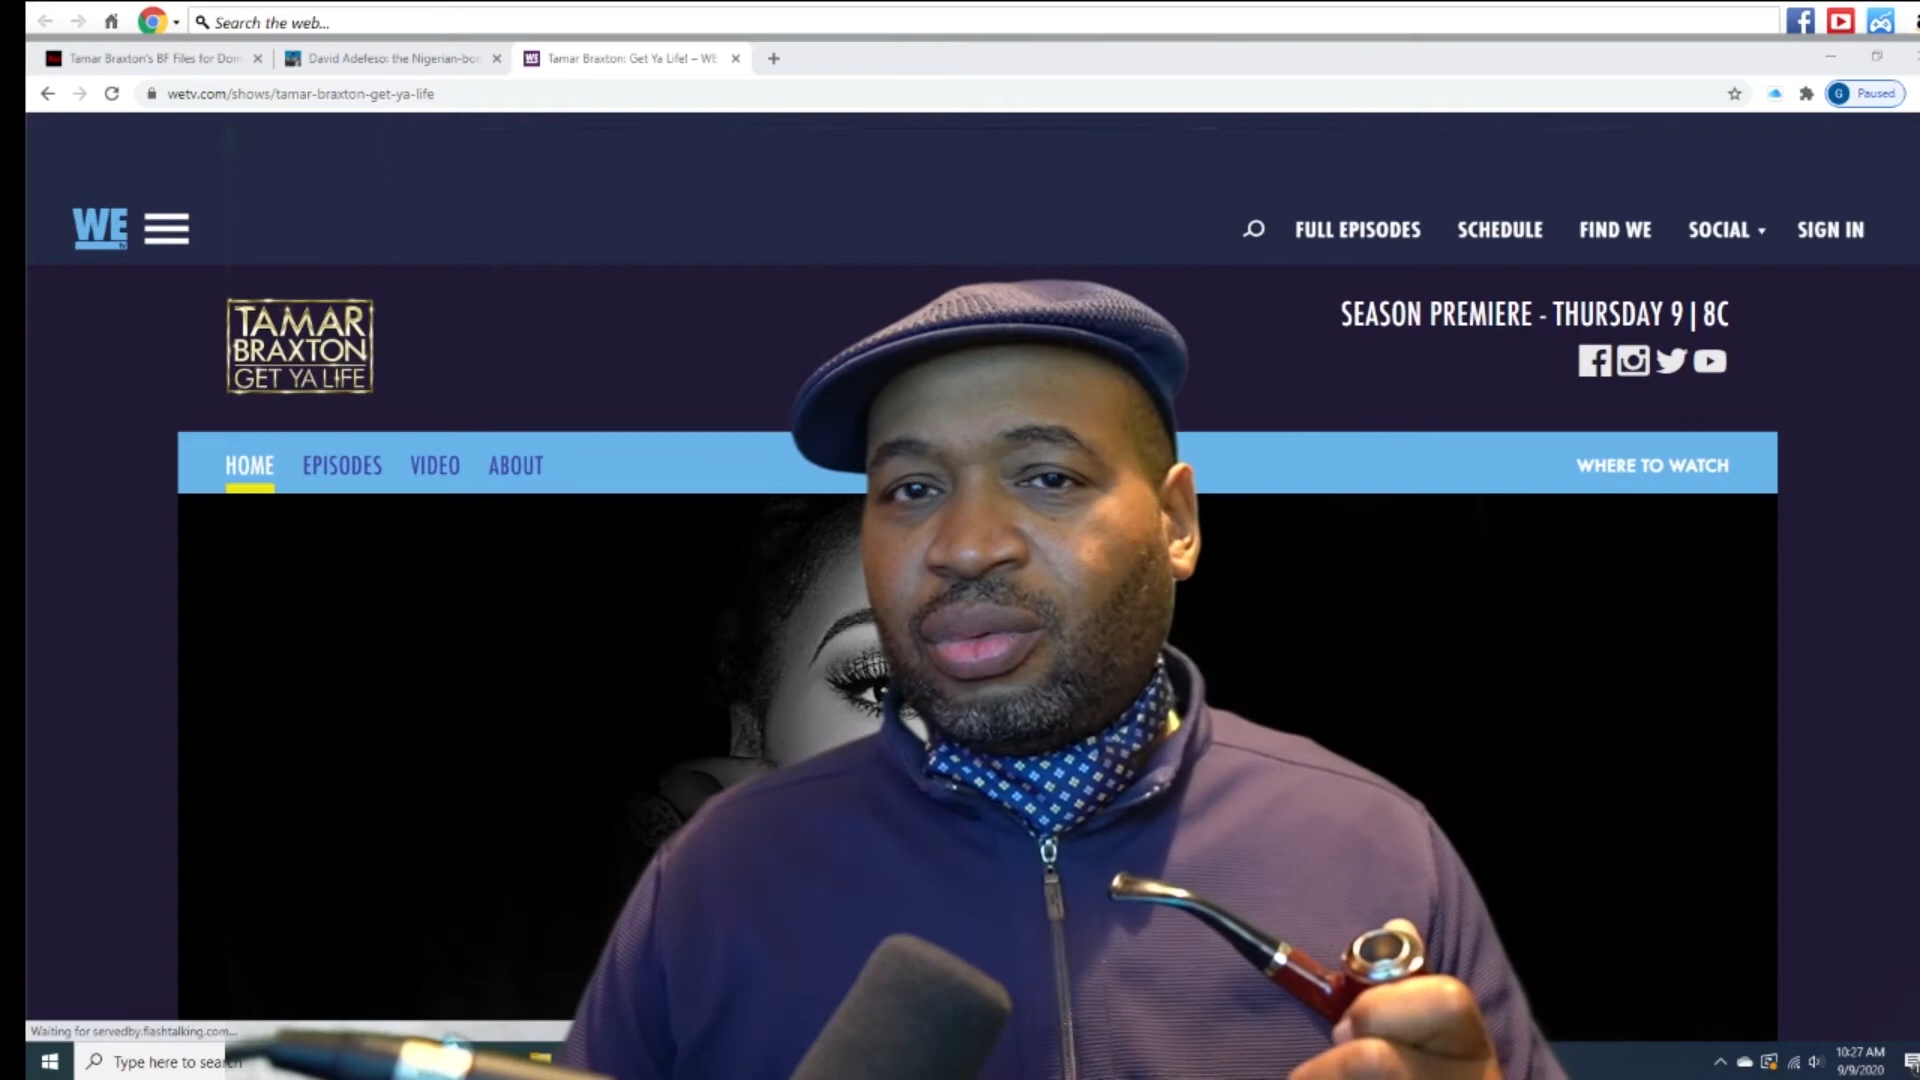 Search the web...
Tamar Braxton's BF Files for Dom
David Adefeso: the Nigerian-bor
Tamar Braxton: Get Ya Life! – WE
wetv.com/shows/tamar-braxton-get-ya-life
G Paused
WE tv
FULL EPISODES SCHEDULE FIND WE SOCIAL SIGN IN
TAMAR
BRAXTON
GET YA LIFE
SEASON PREMIERE - THURSDAY 9 | 8C
HOME EPISODES VIDEO ABOUT
WHERE TO WATCH
Waiting for servedby.flashtalking.com...
Type here to search
10:27 AM
9/9/2020